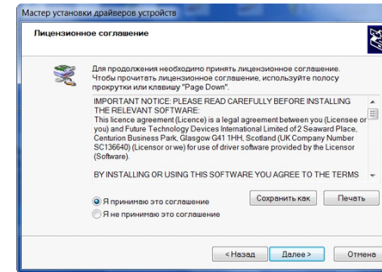 Мастер установки драйверов устройств
Лицензионное соглашение
Для продолжения необходимо принять лицензионное соглашение.
Чтобы прочитать лицензионное соглашение, используйте полосу
прокрутки или клавишу "Page Down".
IMPORTANT NOTICE: PLEASE READ CAREFULLY BEFORE INSTALLING
THE RELEVANT SOFTWARE:
This licence agreement (Licence) is a legal agreement between you (Licensee or
you) and Future Technology Devices International Limited of 2 Seaward Place,
Centurion Business Park, Glasgow G41 1HH, Scotland (UK Company Number
SC136640) (Licensor or we) for use of driver software provided by the Licensor
(Software).
BY INSTALLING OR USING THIS SOFTWARE YOU AGREE TO THE TERMS
Я принимаю это соглашение
Сохранить как
Печать
Я не принимаю это соглашение
< Назад
Далее >
Отмена